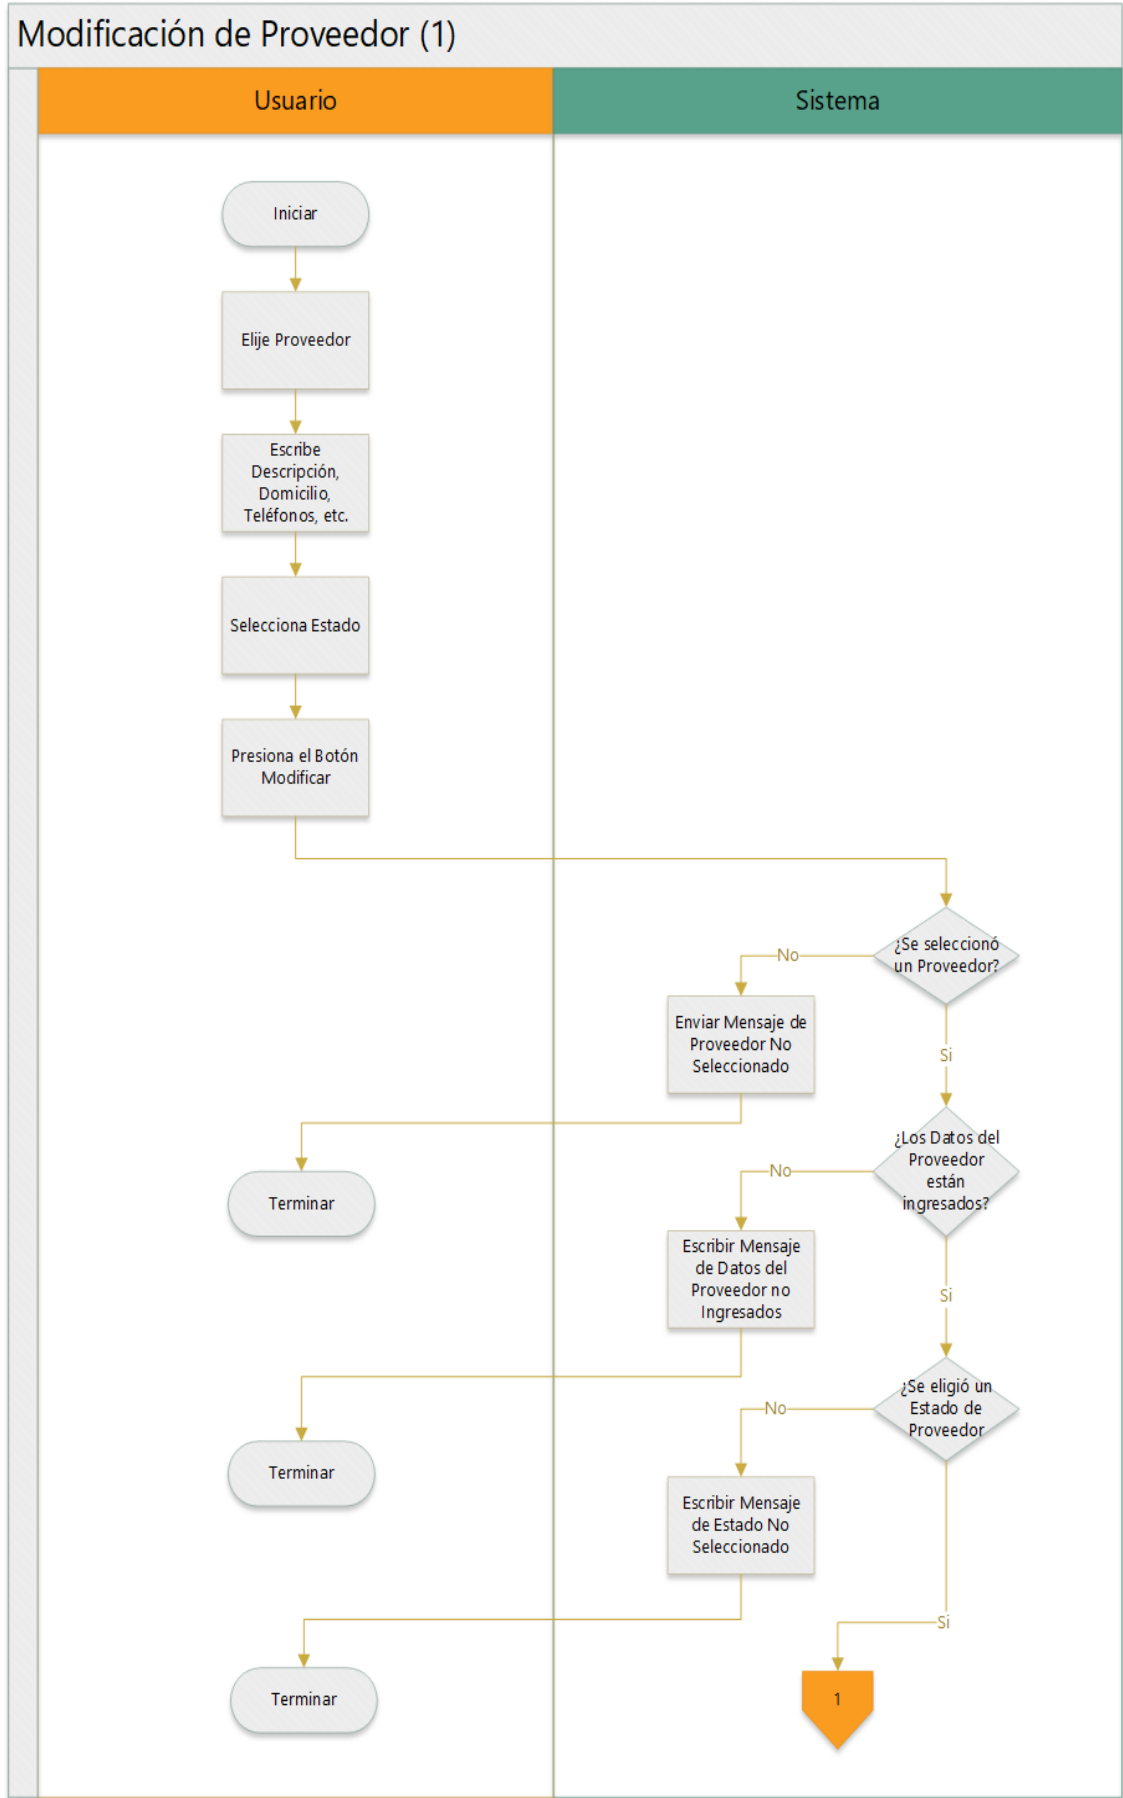 Modificación de Proveedor (1)
Usuario
Sistema
Iniciar
Elije Proveedor
Escribe
Descripción,
Domicilio,
Teléfonos, etc.
Selecciona Estado
Presiona el Botón
Modificar
¿Se seleccionó
un Proveedor?
No
Enviar Mensaje de
Proveedor No
Seleccionado
Si
Terminar
¿Los Datos del
Proveedor
están
ingresados?
No
Escribir Mensaje
de Datos del
Proveedor no
Ingresados
Si
Terminar
¿Se eligió un
Estado de
Proveedor
No
Escribir Mensaje
de Estado No
Seleccionado
Si
Terminar
1